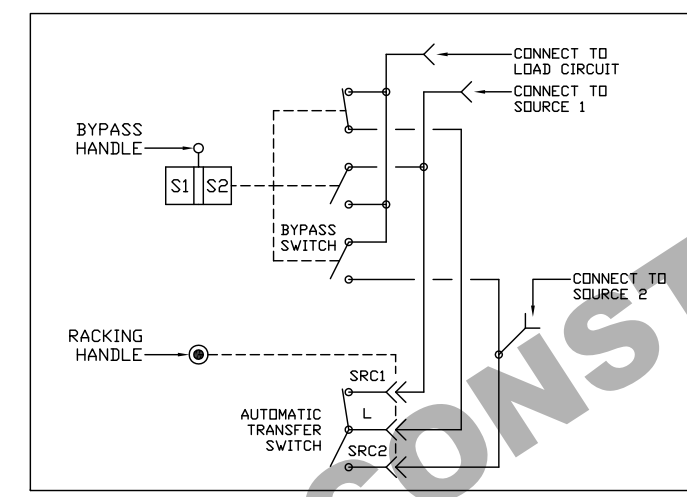 CONNECT TO
LOAD CIRCUIT
CONNECT TO
SOURCE 1
BYPASS
HANDLE
S1 S2
BYPASS
SWITCH
CONNECT TO
SOURCE 2
RACKING
HANDLE
SRC1
AUTOMATIC
TRANSFER
SWITCH
L
SRC2
CONST